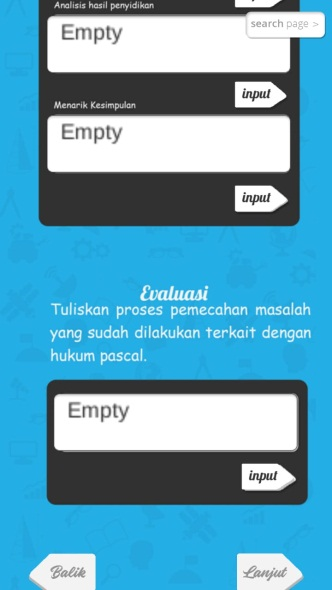 Analisis hasil penyidikan
search page >
Empty
input
Menarik Kesimpulan
Empty
input
Evaluasi
Tuliskan proses pemecahan masalah
yang sudah dilakukan terkait dengan
hukum pascal.
Empty
input
Balik
Lanjut